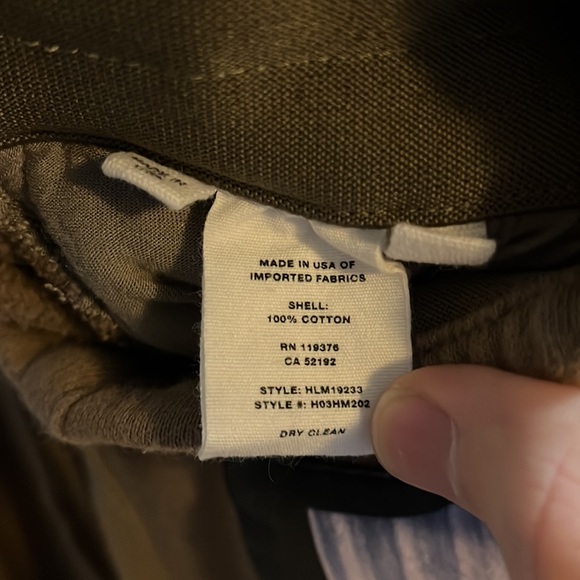 MADE IN USA OF
IMPORTED FABRICS
SHELL:
100% COTTON
RN 119376
CA 52192
STYLE: HLM19233
STYLE #: H03HM202
DRY CLEAN